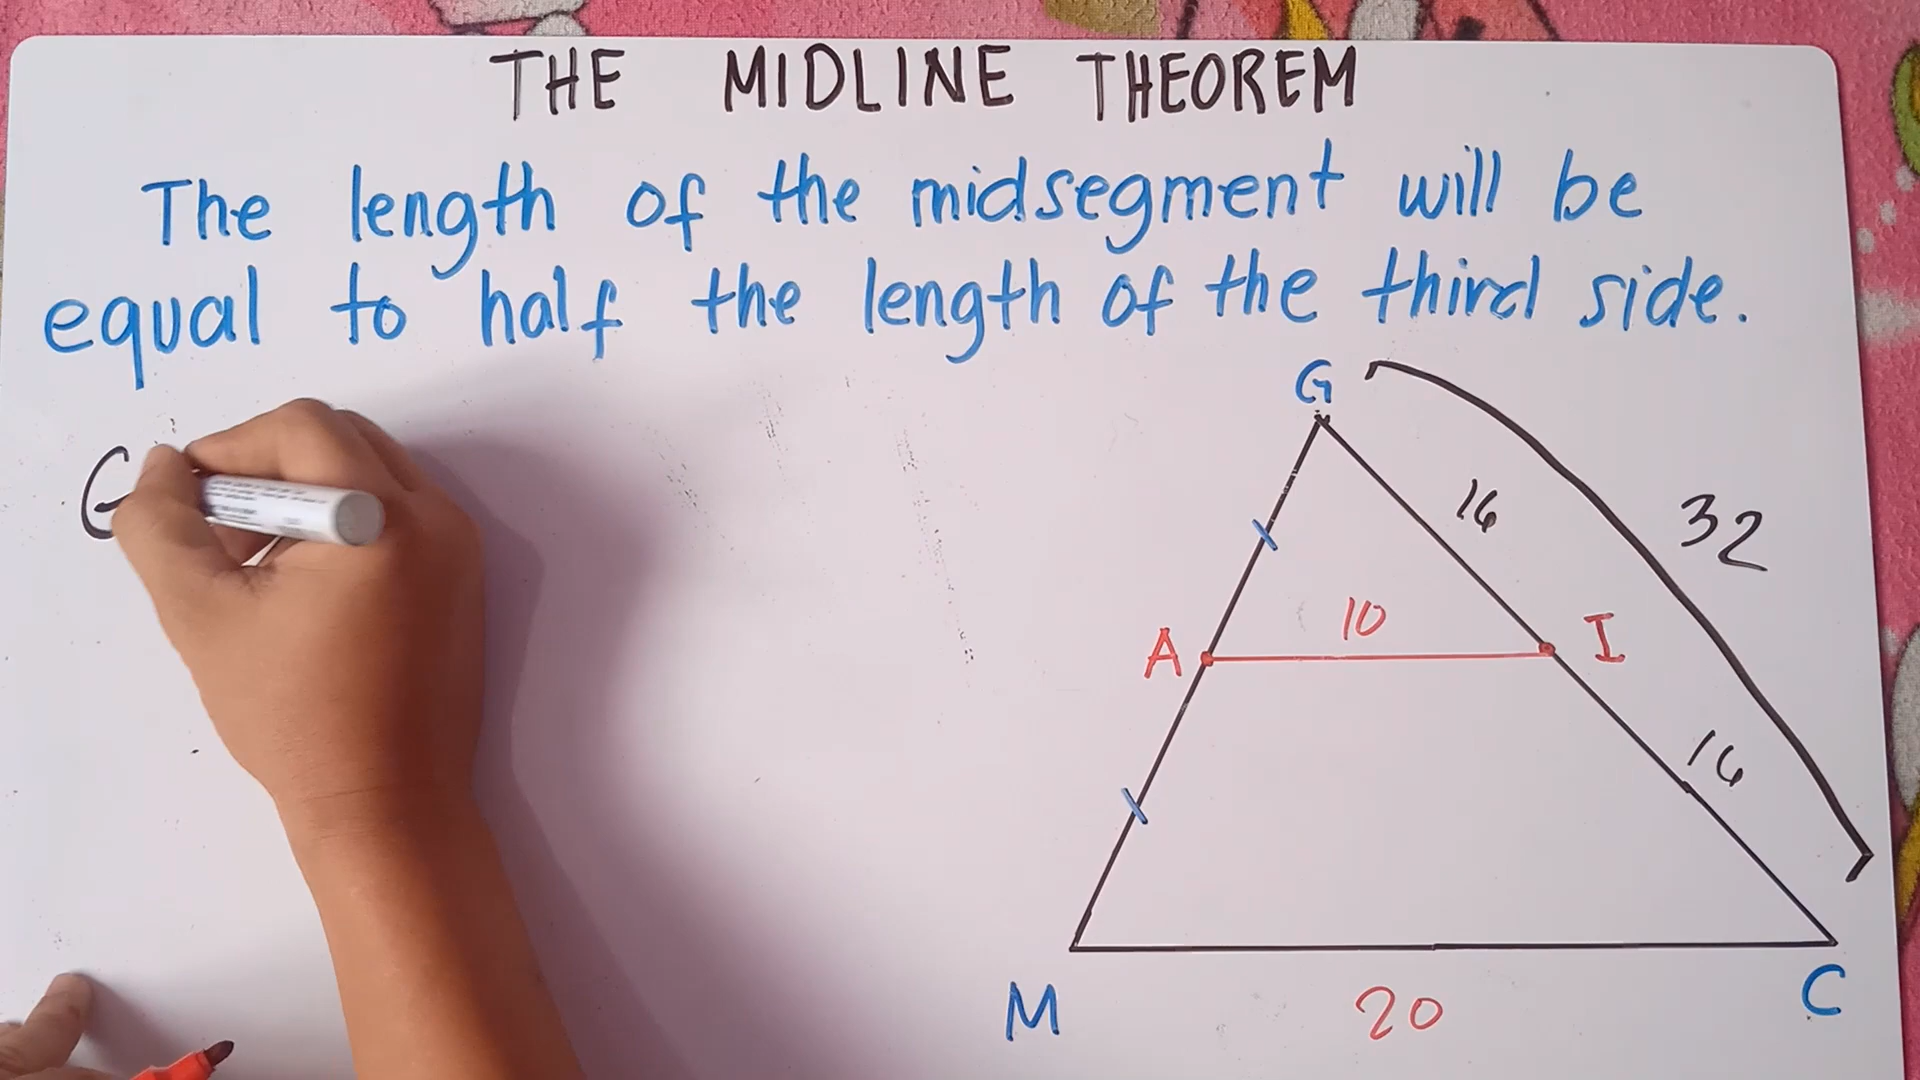 THE MIDLINE THEOREM
The length of the midsegment will be
equal to half the length of the third side.
G
G
16
32
10
A
I
16
M
20
C